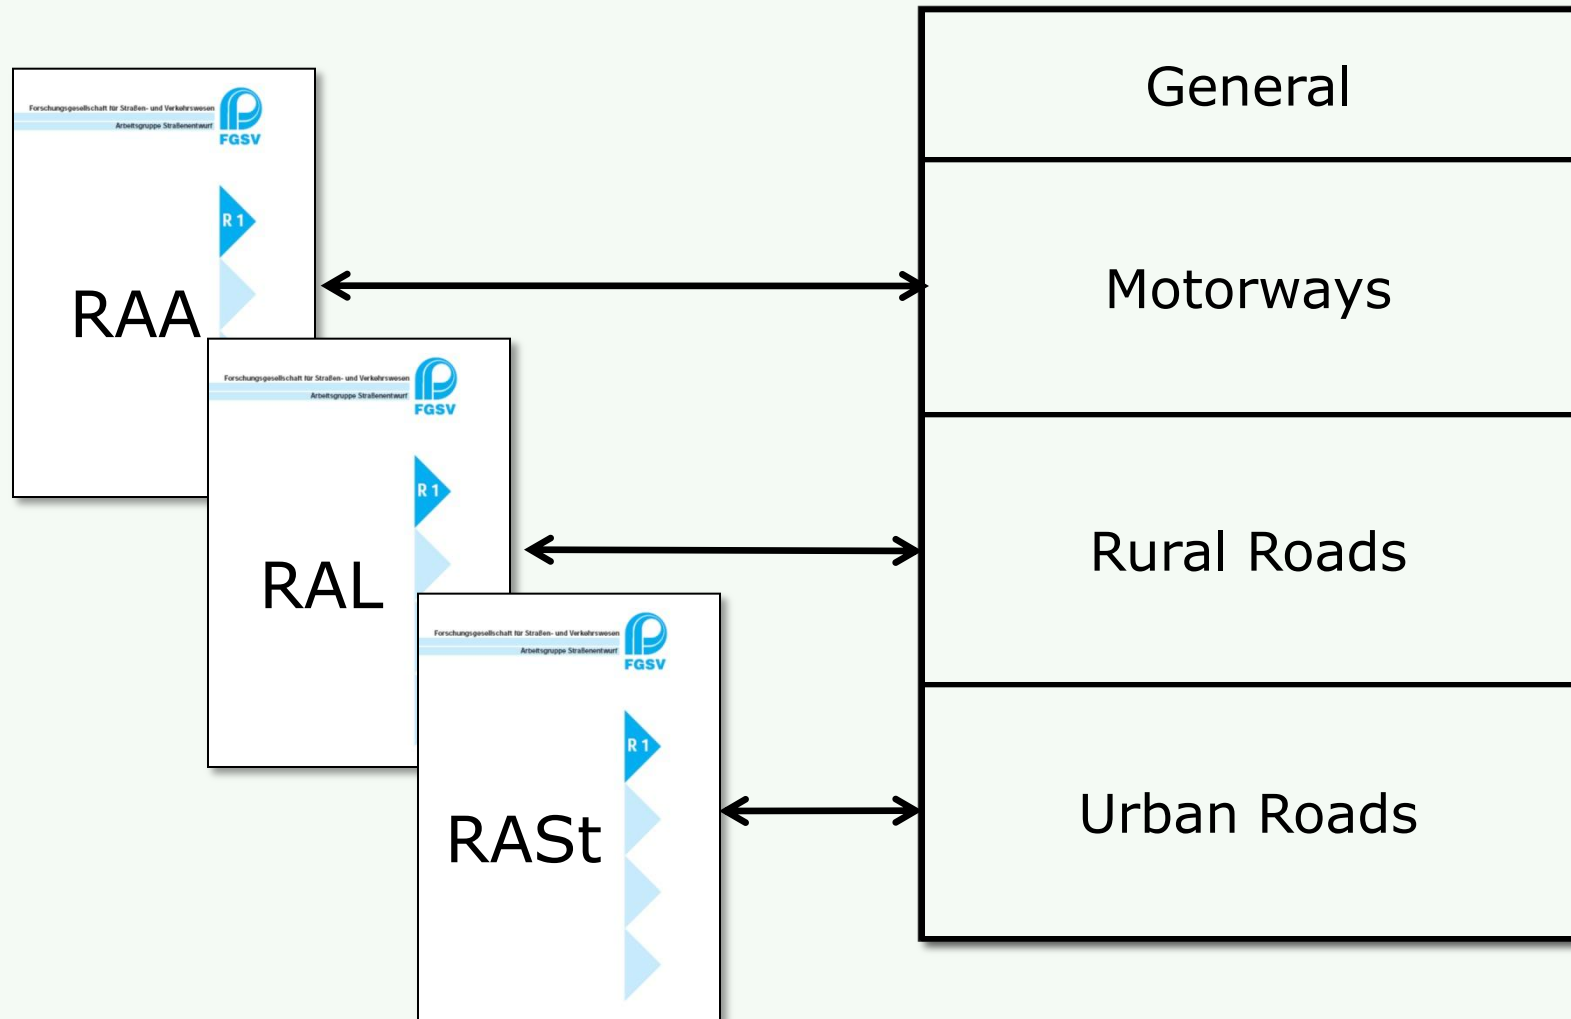 Forschungsgesellschaft für Straßen- und Verkehrswesen
Arbeitsgruppe Straßenentwurf
FGSV
R 1
RAA
Forschungsgesellschaft für Straßen- und Verkehrswesen
Arbeitsgruppe Straßenentwurf
FGSV
R 1
RAL
Forschungsgesellschaft für Straßen- und Verkehrswesen
Arbeitsgruppe Straßenentwurf
FGSV
R 1
RASt
General
Motorways
Rural Roads
Urban Roads